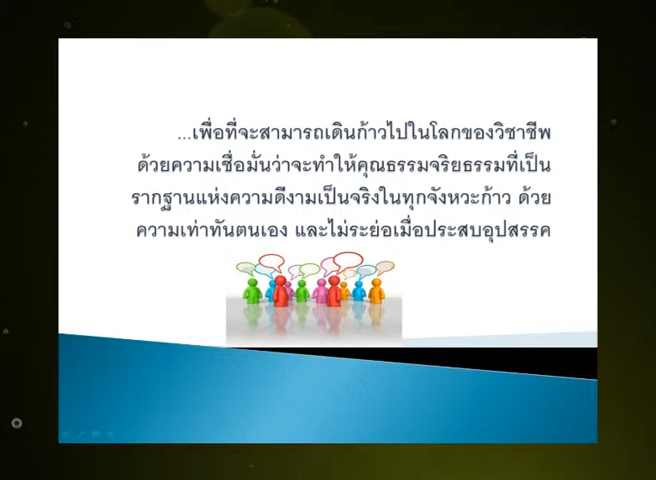 ...เพื่อที่จะสามารถเดินก้าวไปในโลกของวิชาชีพ
ด้วยความเชื่อมั่นว่าจะทำให้คุณธรรมจริยธรรมที่เป็น
รากฐานแห่งความดีงามเป็นจริงในทุกจังหวะก้าว ด้วย
ความเท่าทันตนเอง และไม่ระย่อเมื่อประสบอุปสรรค